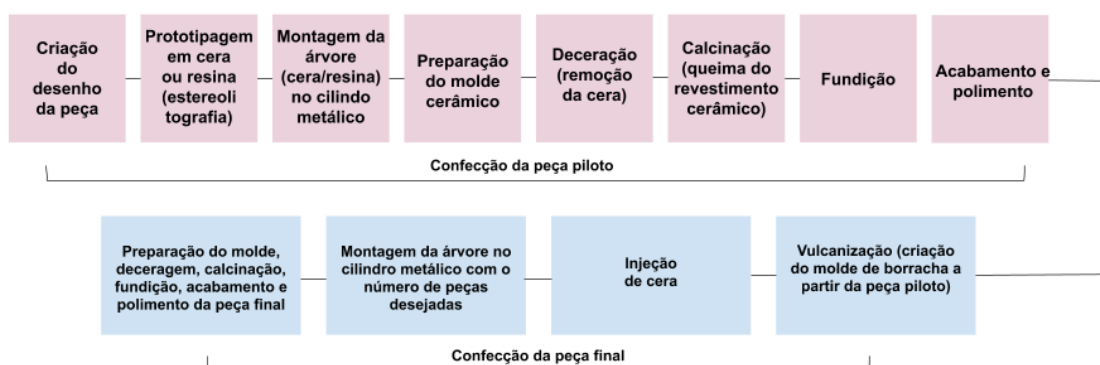 Criação
do
desenho
da peça
Prototipagem
em cera
ou resina
(estereoli
tografia)
Montagem da
árvore
(cera/resina)
no cilindo
metálico
Preparação
do molde
cerâmico
Deceração
(remoção
da cera)
Calcinação
(queima do
revestimento
cerâmico)
Fundição
Acabamento e
polimento
Confecção da peça piloto
Preparação do molde,
deceragem, calcinação,
fundição, acabamento e
polimento da peça final
Montagem da árvore no
cilindro metálico com o
número de peças
desejadas
Injeção
de cera
Vulcanização (criação
do molde de borracha a
partir da peça piloto)
Confecção da peça final